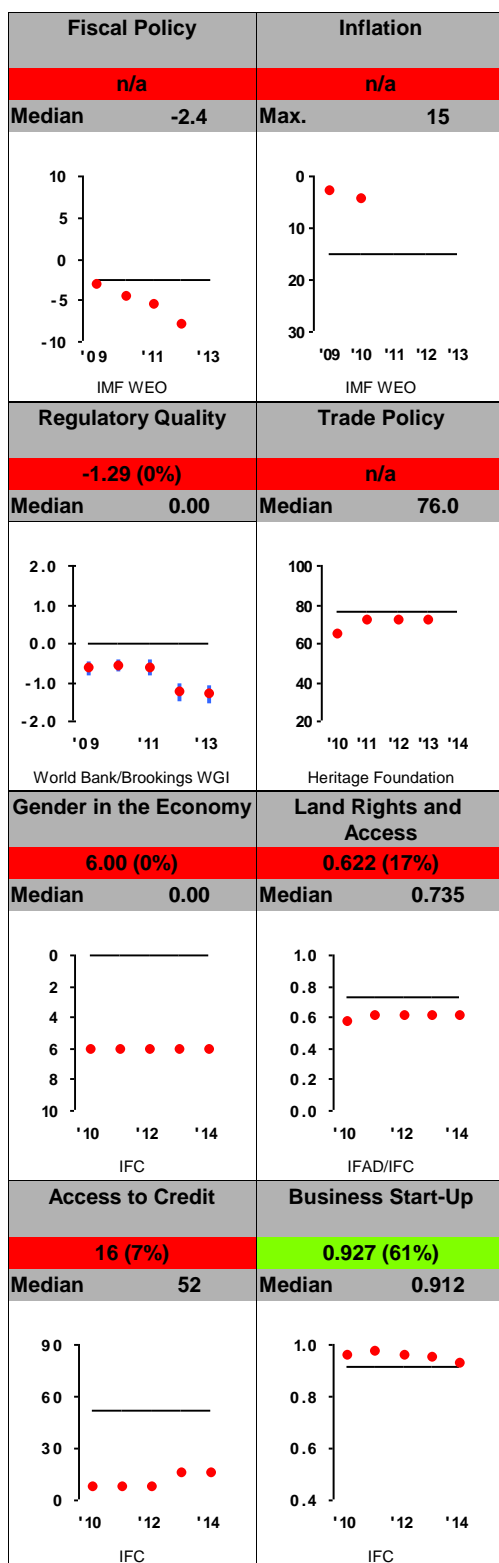 Fiscal Policy
n/a
Median -2.4
10
5
0
-5
-10
'09 '11 '13
IMF WEO
Inflation
n/a
Max. 15
0
10
20
30
'09 '10 '11 '12 '13
IMF WEO
Regulatory Quality
-1.29 (0%)
Median 0.00
2.0
1.0
0.0
-1.0
-2.0
'09 '11 '13
World Bank/Brookings WGI
Trade Policy
n/a
Median 76.0
100
80
60
40
20
'10 '11 '12 '13 '14
Heritage Foundation
Gender in the Economy
6.00 (0%)
Median 0.00
0
2
4
6
8
10
'10 '12 '14
IFC
Land Rights and
Access
0.622 (17%)
Median 0.735
1.0
0.8
0.6
0.4
0.2
0.0
'10 '12 '14
IFAD/IFC
Access to Credit
16 (7%)
Median 52
90
60
30
0
'10 '12 '14
IFC
Business Start-Up
0.927 (61%)
Median 0.912
1.0
0.8
0.6
0.4
'10 '12 '14
IFC